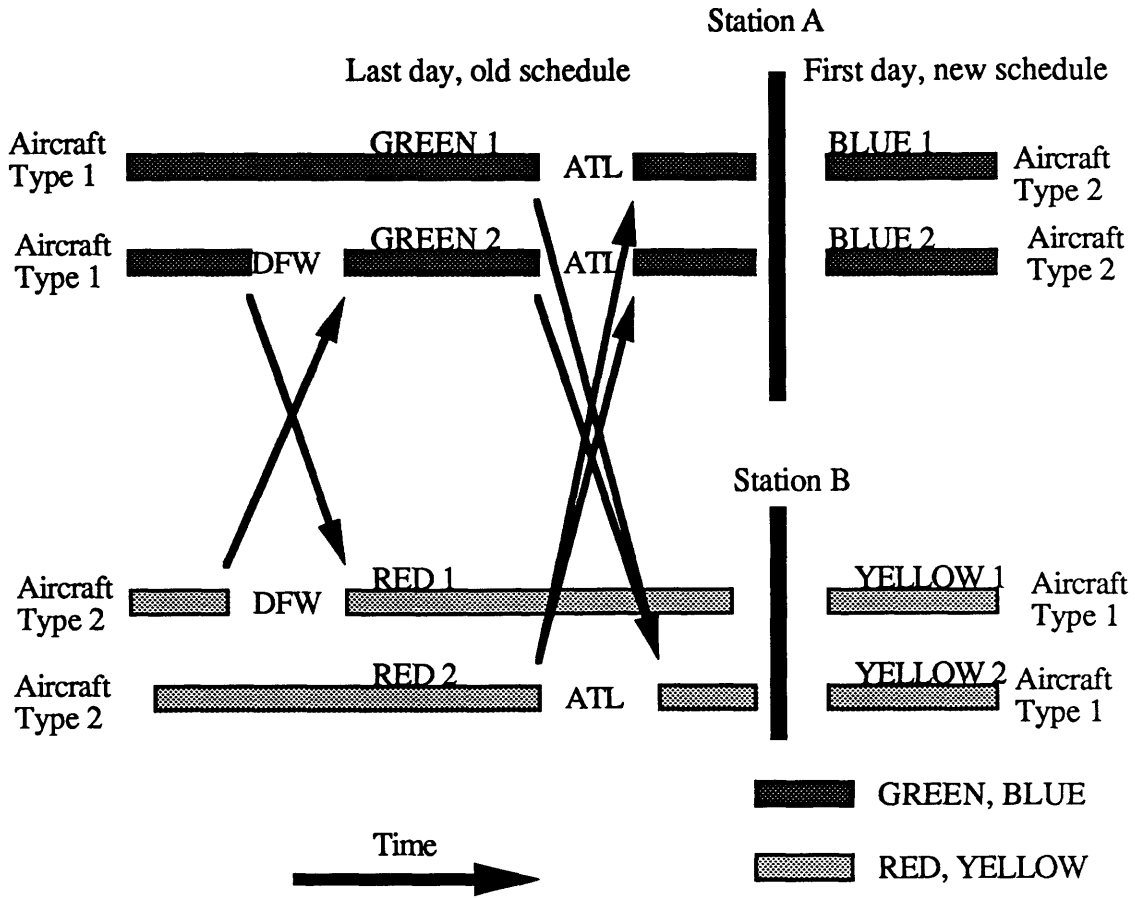 Station A
Last day, old schedule
First day, new schedule
Aircraft
Type 1
GREEN 1
ATL
BLUE 1
Aircraft
Type 2
Aircraft
Type 1
DFW
GREEN 2
ATL
BLUE 2
Aircraft
Type 2
Station B
Aircraft
Type 2
DFW
RED 1
YELLOW 1
Aircraft
Type 1
Aircraft
Type 2
RED 2
ATL
YELLOW 2
Aircraft
Type 1
GREEN, BLUE
Time
RED, YELLOW